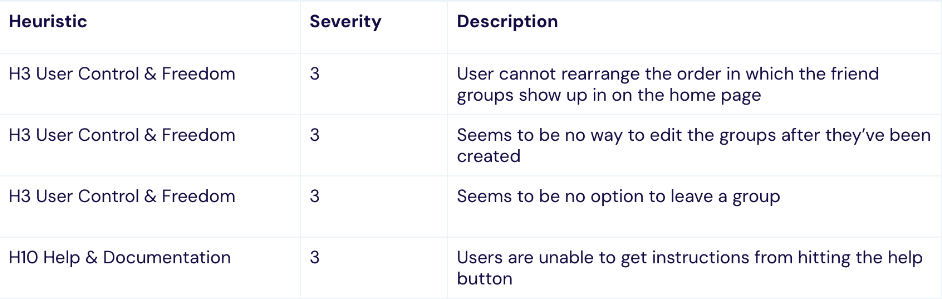 Heuristic Severity Description
H3 User Control & Freedom 3 User cannot rearrange the order in which the friend
groups show up in on the home page
H3 User Control & Freedom 3 Seems to be no way to edit the groups after they’ve been
created
H3 User Control & Freedom 3 Seems to be no option to leave a group
H10 Help & Documentation 3 Users are unable to get instructions from hitting the help
button